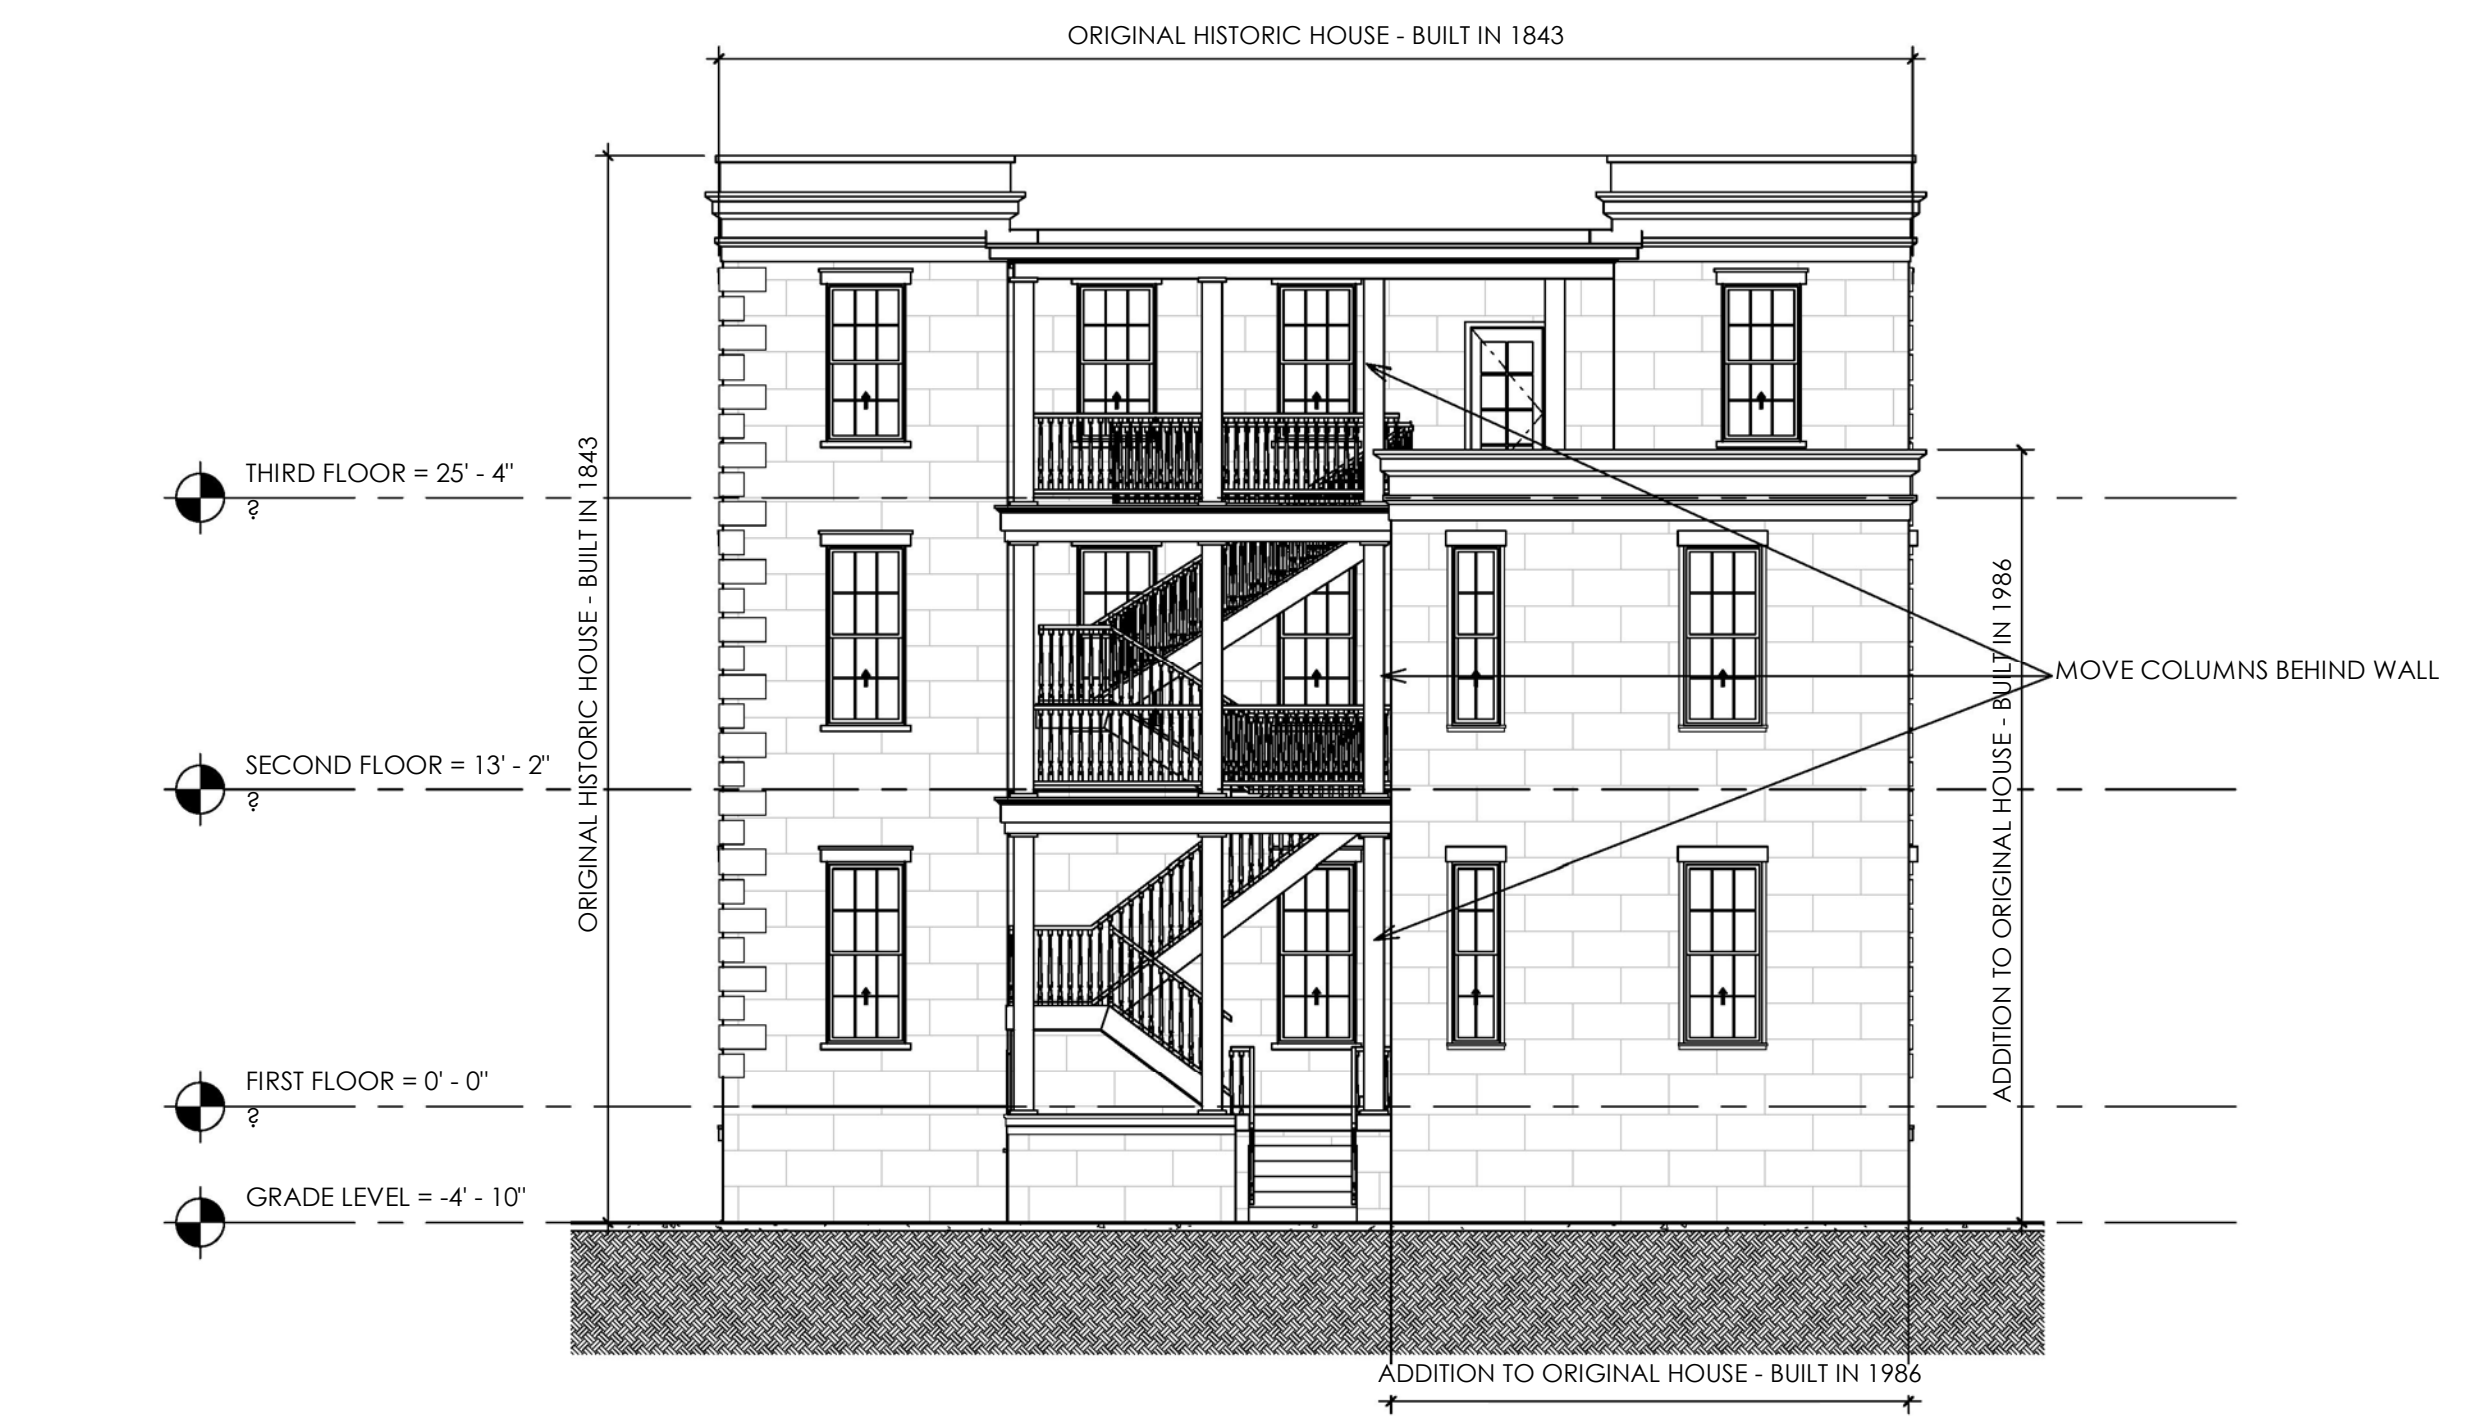 ORIGINAL HISTORIC HOUSE - BUILT IN 1843
ORIGINAL HISTORIC HOUSE - BUILT IN 1843
THIRD FLOOR = 25' - 4"
?
ADDITION TO ORIGINAL HOUSE - BUILT IN 1986
MOVE COLUMNS BEHIND WALL
SECOND FLOOR = 13' - 2"
?
FIRST FLOOR = 0' - 0"
?
GRADE LEVEL = -4' - 10"
ADDITION TO ORIGINAL HOUSE - BUILT IN 1986